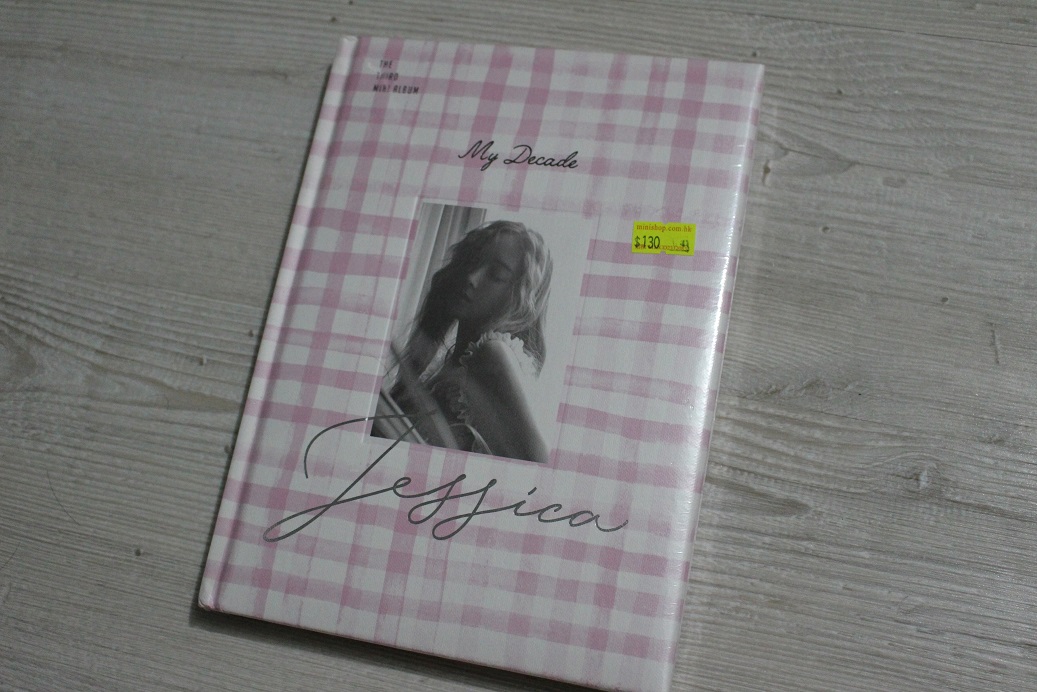 THE
THIRD
MINI ALBUM
My Decade
minishop.com.hk
$130
Jessica